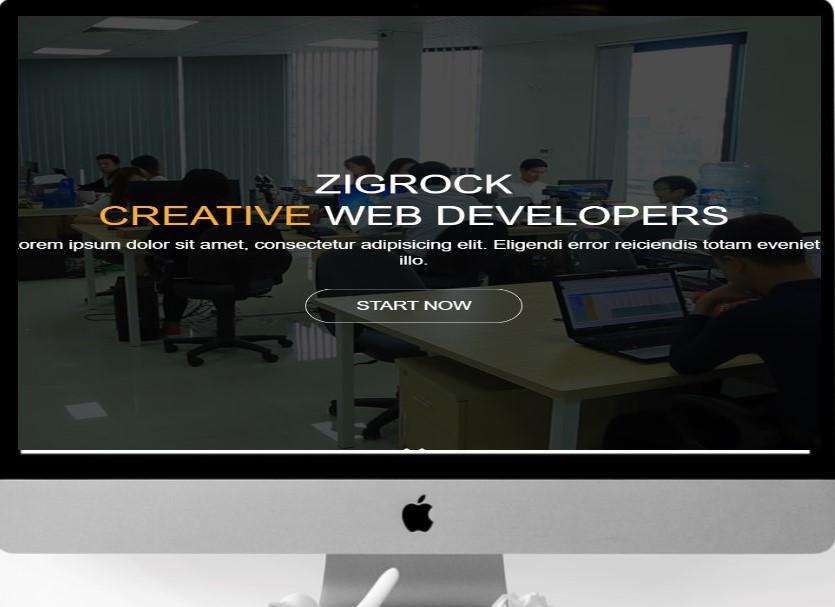 ZIGROCK
CREATIVE WEB DEVELOPERS
orem ipsum dolor sit amet, consectetur adipisicing elit. Eligendi error reiciendis totam eveniet
illo.
START NOW